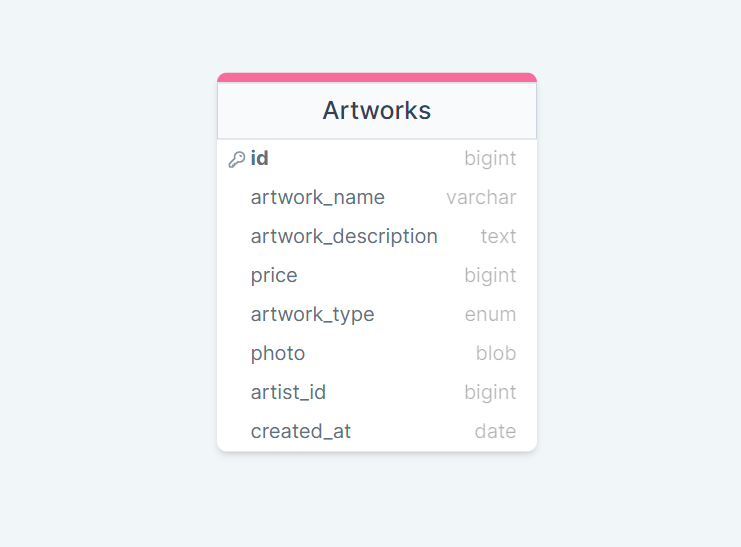 Artworks
id bigint
artwork_name varchar
artwork_description text
price bigint
artwork_type enum
photo blob
artist_id bigint
created_at date